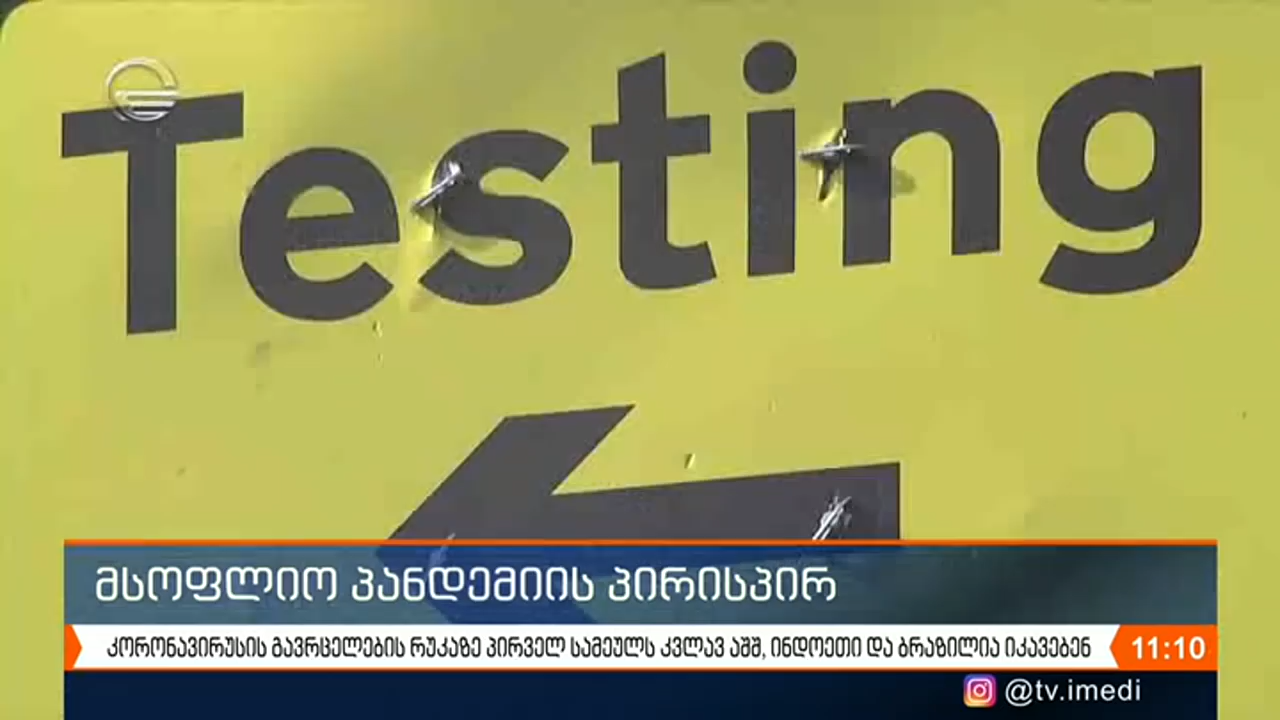 Testing
მსოფლიო პანდემიის პირისპირ
კორონავირუსის გავრცელების რუკაზე პირველ სამეულს კვლავ აშშ, ინდოეთი და ბრაზილია იკავებენ
11:10
@tv.imedi